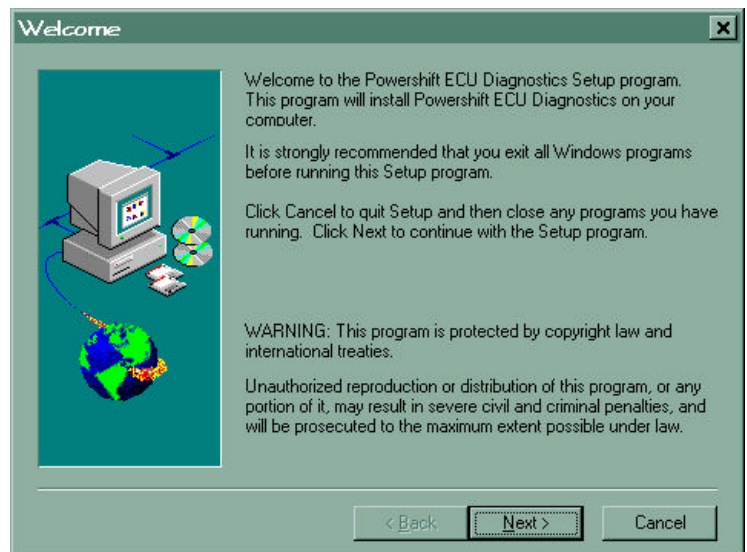 Welcome
Welcome to the Powershift ECU Diagnostics Setup program.
This program will install Powershift ECU Diagnostics on your
computer.
It is strongly recommended that you exit all Windows programs
before running this Setup program.
Click Cancel to quit Setup and then close any programs you have
running. Click Next to continue with the Setup program.
WARNING: This program is protected by copyright law and
international treaties.
Unauthorized reproduction or distribution of this program, or any
portion of it, may result in severe civil and criminal penalties, and
will be prosecuted to the maximum extent possible under law.
< Back Next > Cancel